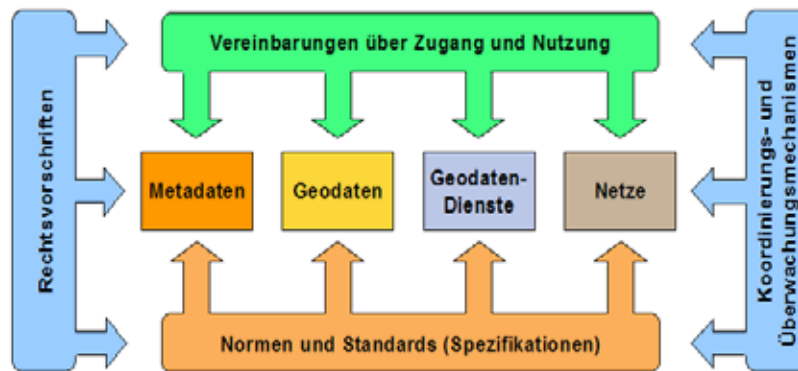 Vereinbarungen über Zugang und Nutzung
Rechtsvorschriften
Metadaten
Geodaten
Geodaten-
Dienste
Netze
Koordinierungs- und
Überwachungsmechanismen
Normen und Standards (Spezifikationen)